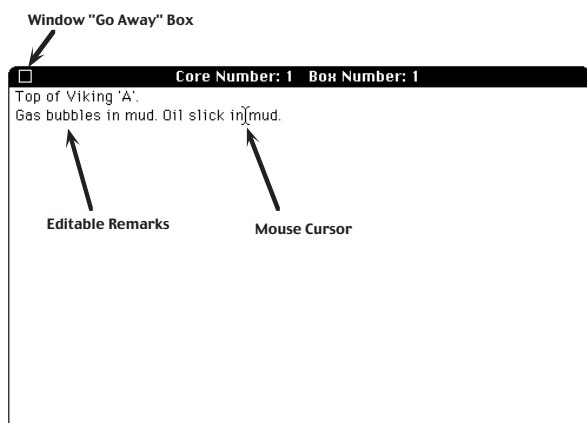 Window "Go Away" Box
Core Number: 1 Box Number: 1
Top of Viking 'A'.
Gas bubbles in mud. Oil slick in mud.
Editable Remarks
Mouse Cursor